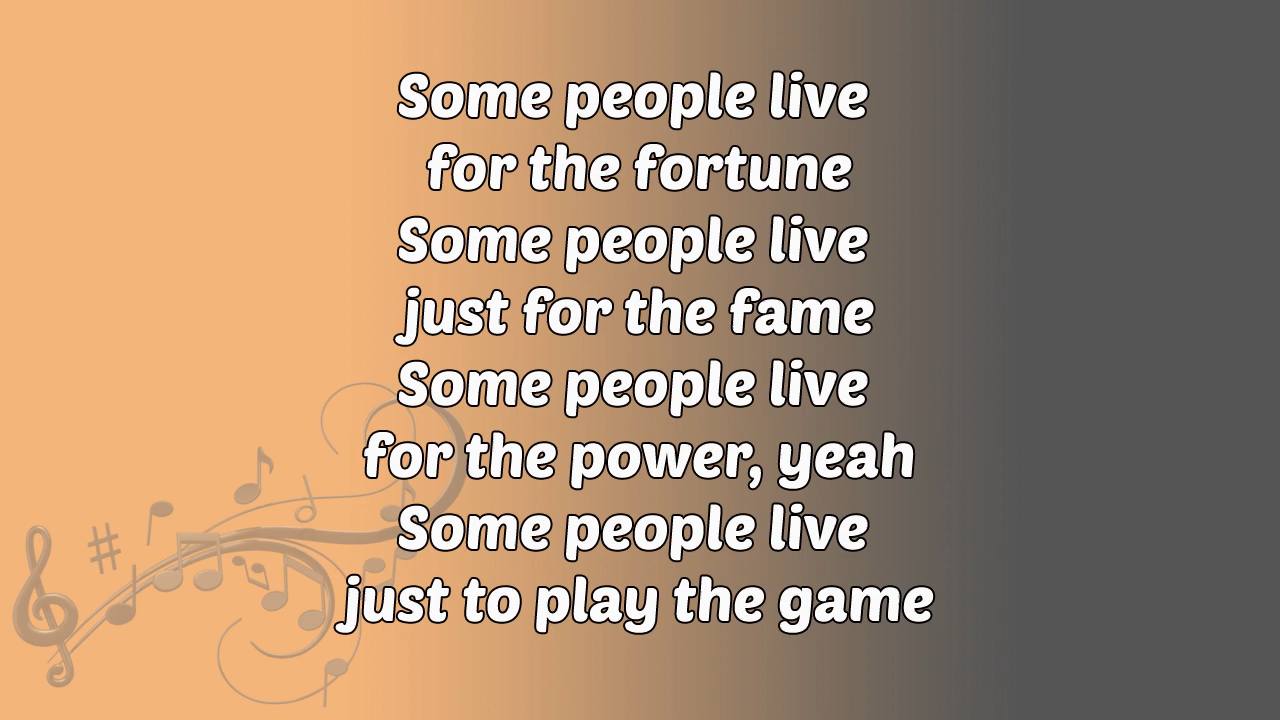 Some people live
for the fortune
Some people live
just for the fame
Some people live
for the power, yeah
Some people live
just to play the game